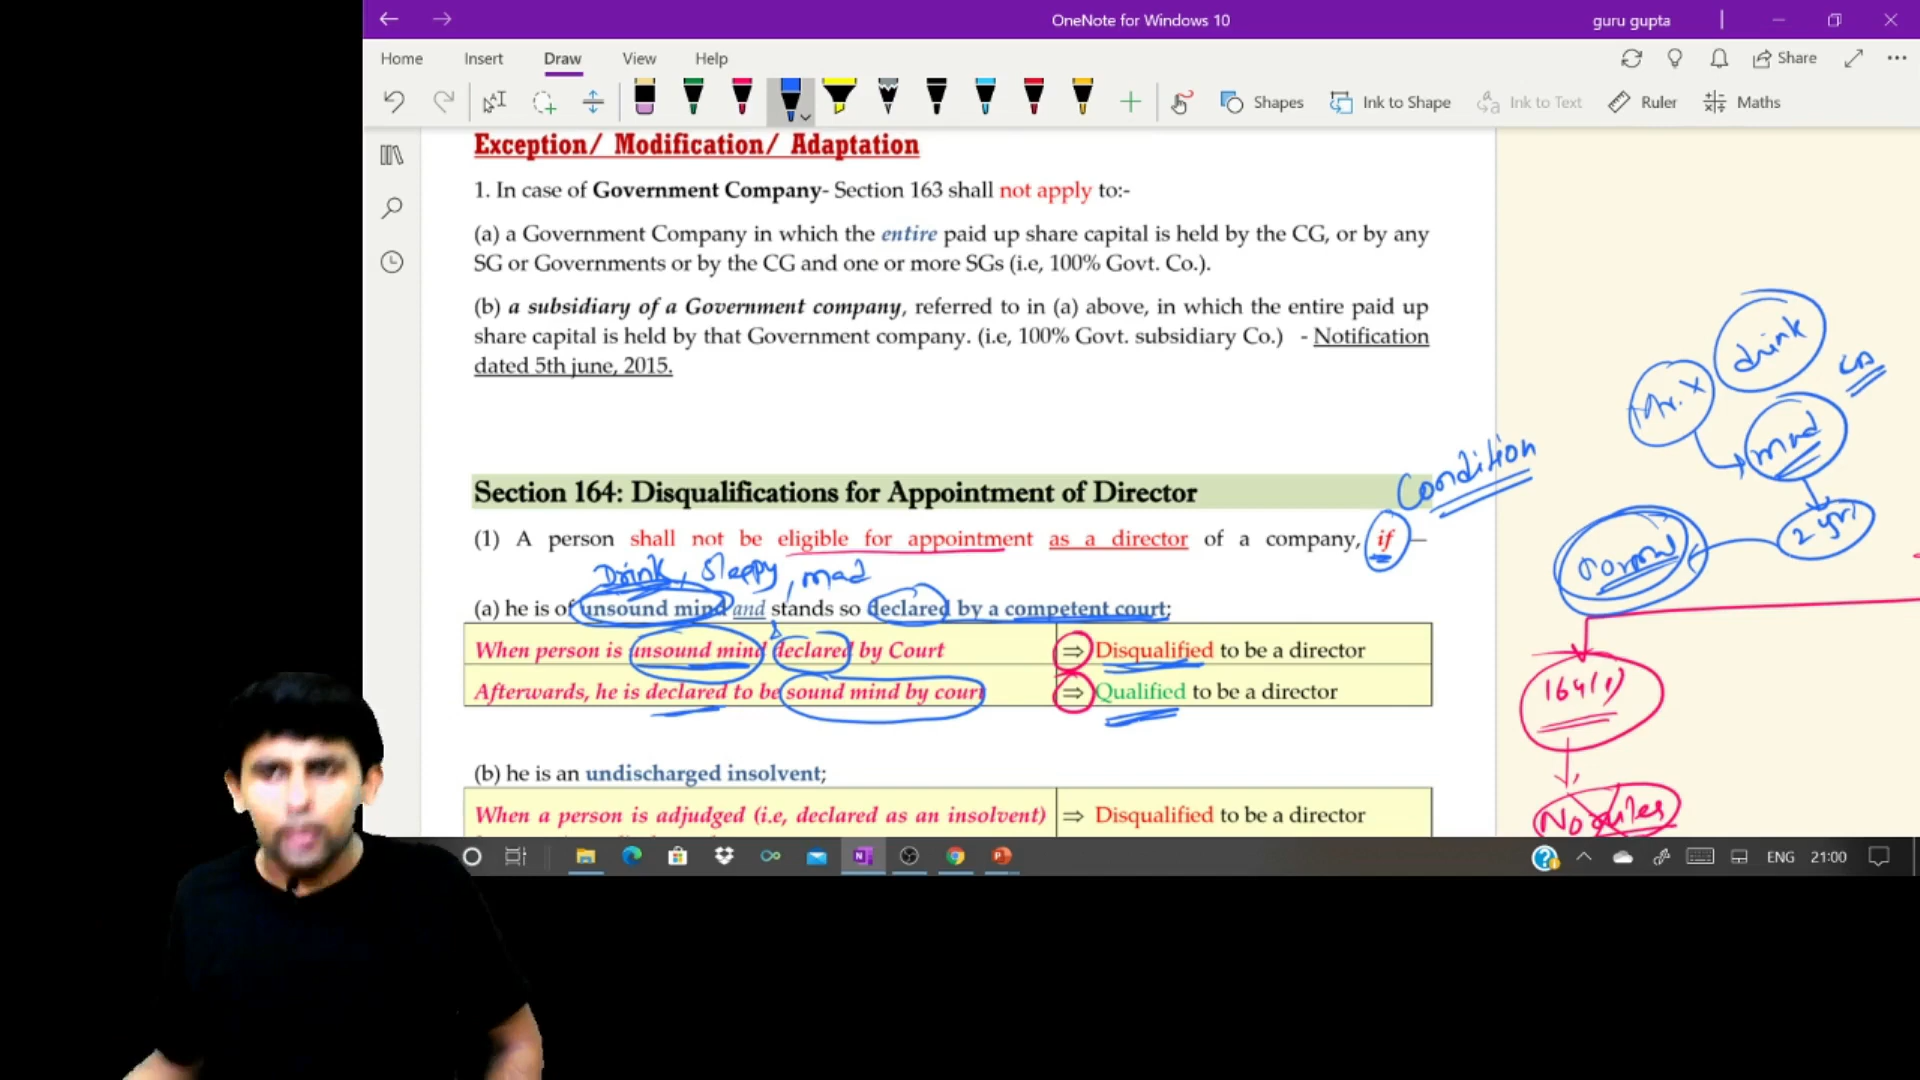 OneNote for Windows 10
guru gupta
Home Insert Draw View Help
Share
Shapes Ink to Shape Ink to Text Ruler Maths
Exception/ Modification/ Adaptation
1. In case of Government Company- Section 163 shall not apply to:-
(a) a Government Company in which the entire paid up share capital is held by the CG, or by any
SG or Governments or by the CG and one or more SGs (i.e, 100% Govt. Co.).
(b) a subsidiary of a Government company, referred to in (a) above, in which the entire paid up
share capital is held by that Government company. (i.e, 100% Govt. subsidiary Co.) - Notification
dated 5th june, 2015.
drink
Mr. X
mad
2 yrs
Condition
Section 164: Disqualifications for Appointment of Director
(1) A person shall not be eligible for appointment as a director of a company, if –
Drink, Sleepy, mad
(a) he is of unsound mind and stands so declared by a competent court;
When person is unsound mind declared by Court ⇒ Disqualified to be a director
Afterwards, he is declared to be sound mind by court ⇒ Qualified to be a director
164(1)
(b) he is an undischarged insolvent;
When a person is adjudged (i.e, declared as an insolvent) ⇒ Disqualified to be a director
No
ENG 21:00